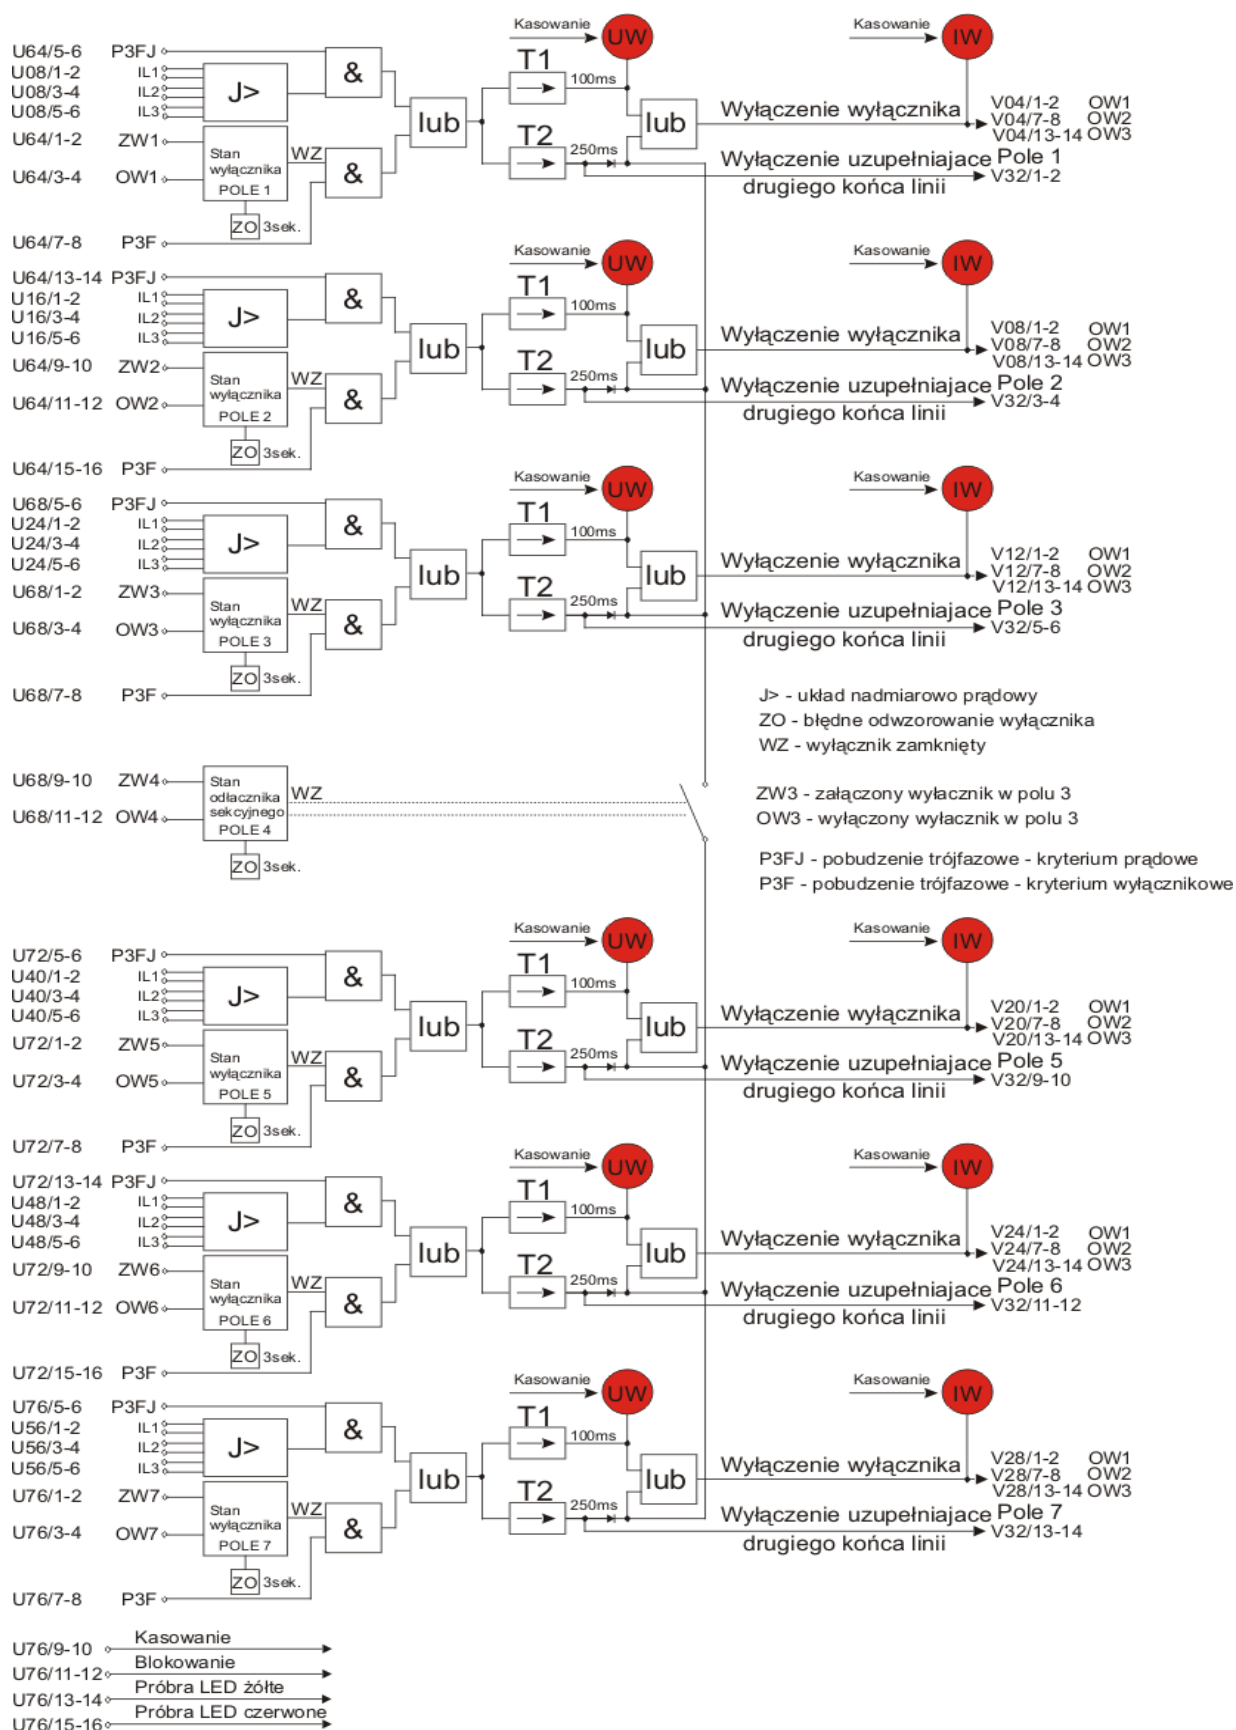 Kasowanie UW Kasowanie IW
U64/5-6 P3FJ & T1 100ms
U08/1-2 IL1
U08/3-4 IL2 J>
U08/5-6 IL3
lub lub Wyłączenie wyłącznika V04/1-2 OW1
V04/7-8 OW2
V04/13-14 OW3
U64/1-2 ZW1 Stan wyłącznika POLE 1 WZ & T2 250ms
Wyłączenie uzupełniajace Pole 1
U64/3-4 OW1 drugiego końca linii V32/1-2
ZO 3sek.
U64/7-8 P3F
Kasowanie UW Kasowanie IW
U64/13-14 P3FJ & T1 100ms
U16/1-2 IL1
U16/3-4 IL2 J>
U16/5-6 IL3
lub lub Wyłączenie wyłącznika V08/1-2 OW1
V08/7-8 OW2
V08/13-14 OW3
U64/9-10 ZW2 Stan wyłącznika POLE 2 WZ & T2 250ms
Wyłączenie uzupełniajace Pole 2
U64/11-12 OW2 drugiego końca linii V32/3-4
ZO 3sek.
U64/15-16 P3F
Kasowanie UW Kasowanie IW
U68/5-6 P3FJ & T1 100ms
U24/1-2 IL1
U24/3-4 IL2 J>
U24/5-6 IL3
lub lub Wyłączenie wyłącznika V12/1-2 OW1
V12/7-8 OW2
V12/13-14 OW3
U68/1-2 ZW3 Stan wyłącznika POLE 3 WZ & T2 250ms
Wyłączenie uzupełniajace Pole 3
U68/3-4 OW3 drugiego końca linii V32/5-6
ZO 3sek.
U68/7-8 P3F
J> - układ nadmiarowo prądowy
ZO - błędne odwzorowanie wyłącznika
WZ - wyłącznik zamknięty
U68/9-10 ZW4 Stan odłacznika sekcyjnego POLE 4 WZ
U68/11-12 OW4
ZO 3sek.
ZW3 - załączony wyłacznik w polu 3
OW3 - wyłączony wyłacznik w polu 3
P3FJ - pobudzenie trójfazowe - kryterium prądowe
P3F - pobudzenie trójfazowe - kryterium wyłącznikowe
Kasowanie UW Kasowanie IW
U72/5-6 P3FJ & T1 100ms
U40/1-2 IL1
U40/3-4 IL2 J>
U40/5-6 IL3
lub lub Wyłączenie wyłącznika V20/1-2 OW1
V20/7-8 OW2
V20/13-14 OW3
U72/1-2 ZW5 Stan wyłącznika POLE 5 WZ & T2 250ms
Wyłączenie uzupełniajace Pole 5
U72/3-4 OW5 drugiego końca linii V32/9-10
ZO 3sek.
U72/7-8 P3F
Kasowanie UW Kasowanie IW
U72/13-14 P3FJ & T1 100ms
U48/1-2 IL1
U48/3-4 IL2 J>
U48/5-6 IL3
lub lub Wyłączenie wyłącznika V24/1-2 OW1
V24/7-8 OW2
V24/13-14 OW3
U72/9-10 ZW6 Stan wyłącznika POLE 6 WZ & T2 250ms
Wyłączenie uzupełniajace Pole 6
U72/11-12 OW6 drugiego końca linii V32/11-12
ZO 3sek.
U72/15-16 P3F
Kasowanie UW Kasowanie IW
U76/5-6 P3FJ & T1 100ms
U56/1-2 IL1
U56/3-4 IL2 J>
U56/5-6 IL3
lub lub Wyłączenie wyłącznika V28/1-2 OW1
V28/7-8 OW2
V28/13-14 OW3
U76/1-2 ZW7 Stan wyłącznika POLE 7 WZ & T2 250ms
Wyłączenie uzupełniajace Pole 7
U76/3-4 OW7 drugiego końca linii V32/13-14
ZO 3sek.
U76/7-8 P3F
U76/9-10 Kasowanie
U76/11-12 Blokowanie
U76/13-14 Próbra LED żółte
U76/15-16 Próbra LED czerwone